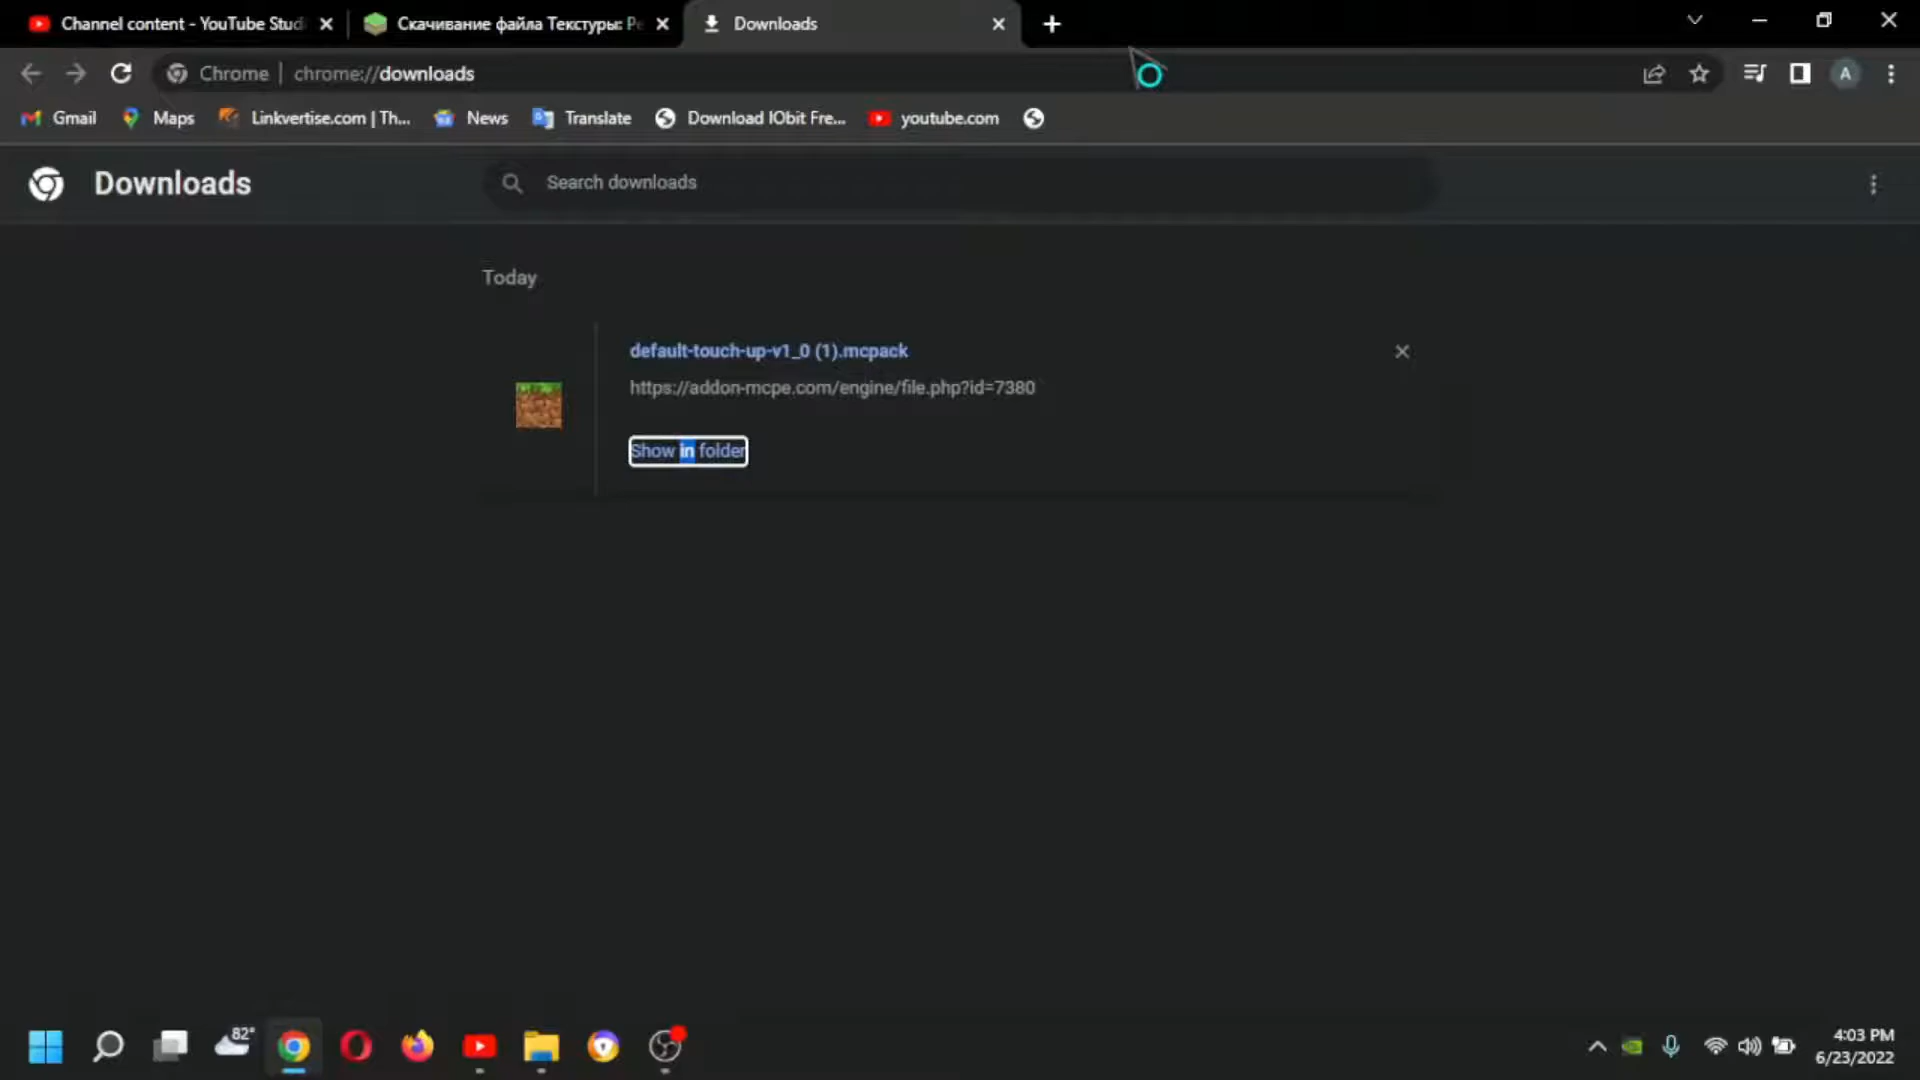 Channel content - YouTube Stud
Скачивание файла Текстуры: Ре
Downloads
Chrome | chrome://downloads
A
Gmail
Maps
Linkvertise.com | Th...
News
Translate
Download IObit Fre...
youtube.com
Downloads
Search downloads
Today
default-touch-up-v1_0 (1).mcpack
https://addon-mcpe.com/engine/file.php?id=7380
Show in folder
82°
4:03 PM
6/23/2022